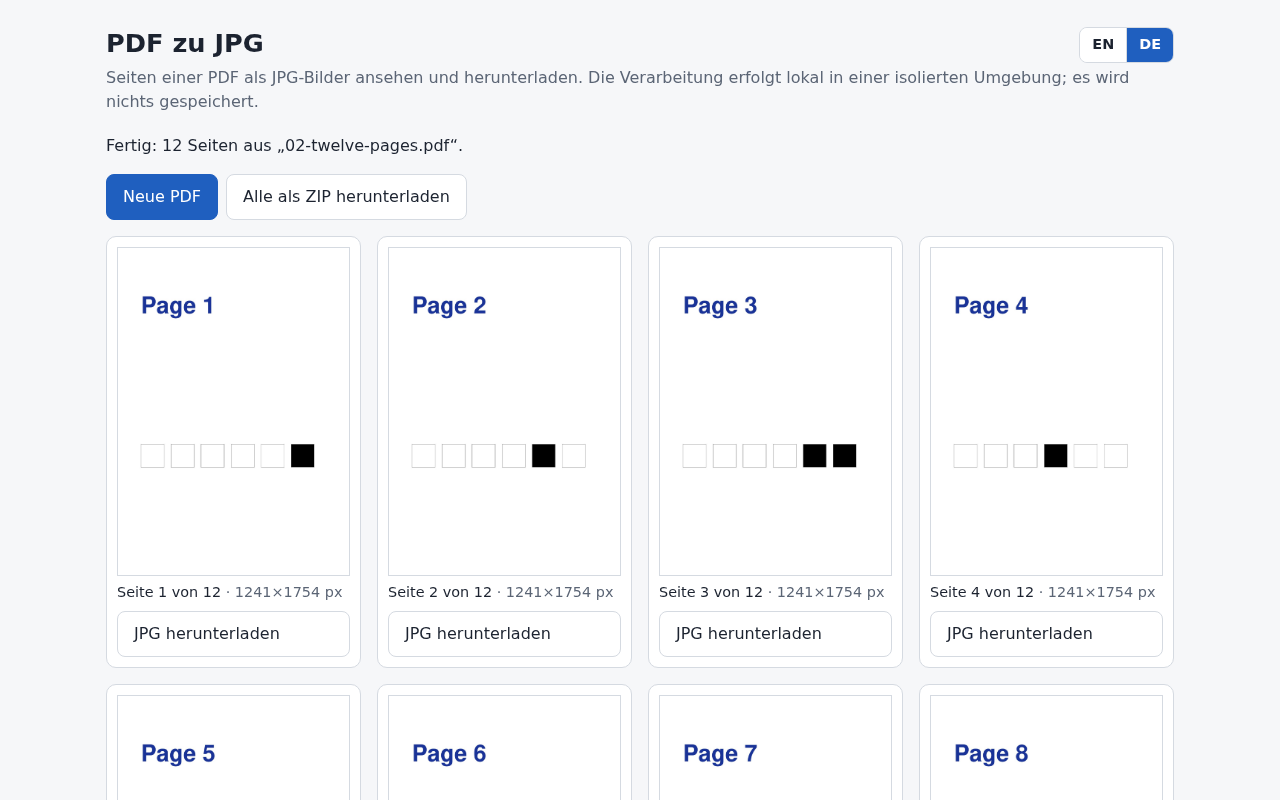 PDF zu JPG
EN DE
Seiten einer PDF als JPG-Bilder ansehen und herunterladen. Die Verarbeitung erfolgt lokal in einer isolierten Umgebung; es wird
nichts gespeichert.
Fertig: 12 Seiten aus „02-twelve-pages.pdf“.
Neue PDF
Alle als ZIP herunterladen
Page 1
Page 2
Page 3
Page 4
Seite 1 von 12 · 1241×1754 px
Seite 2 von 12 · 1241×1754 px
Seite 3 von 12 · 1241×1754 px
Seite 4 von 12 · 1241×1754 px
JPG herunterladen
JPG herunterladen
JPG herunterladen
JPG herunterladen
Page 5
Page 6
Page 7
Page 8